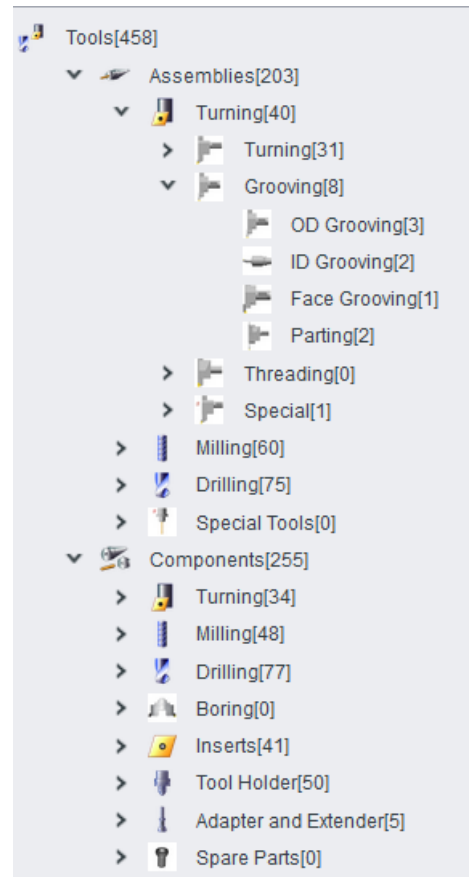 Tools[458]
Assemblies[203]
Turning[40]
Turning[31]
Grooving[8]
OD Grooving[3]
ID Grooving[2]
Face Grooving[1]
Parting[2]
Threading[0]
Special[1]
Milling[60]
Drilling[75]
Special Tools[0]
Components[255]
Turning[34]
Milling[48]
Drilling[77]
Boring[0]
Inserts[41]
Tool Holder[50]
Adapter and Extender[5]
Spare Parts[0]